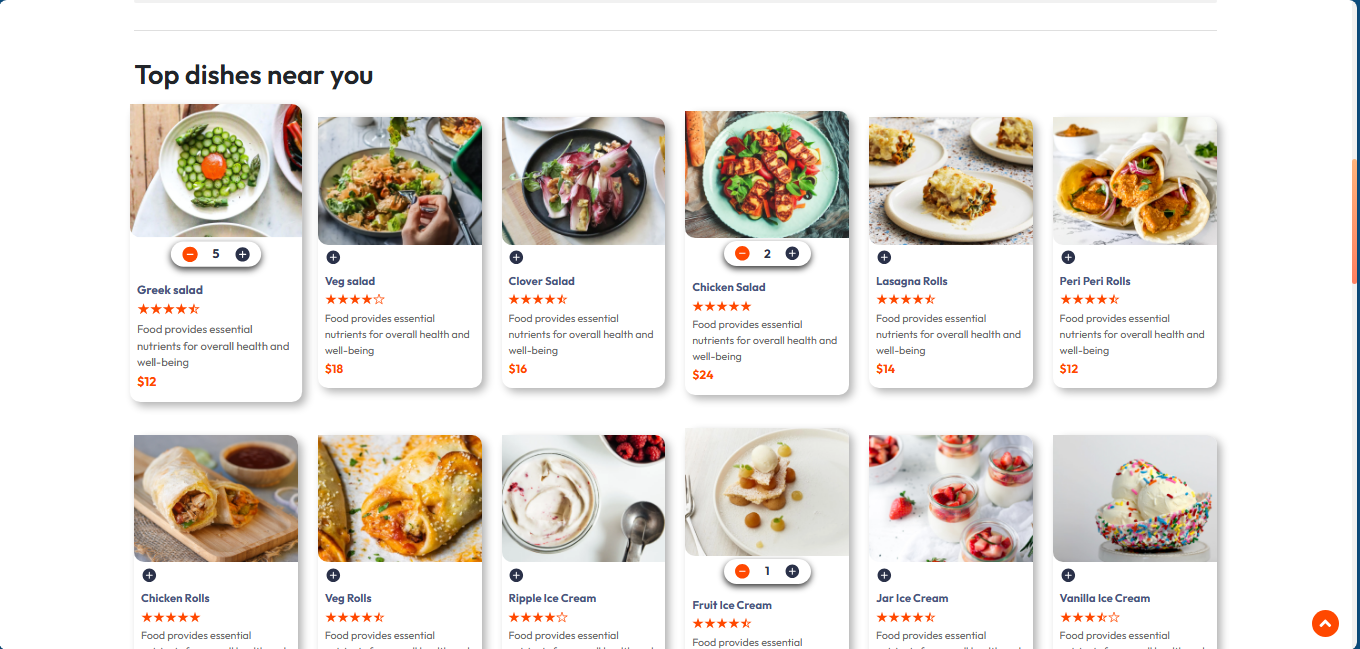 Top dishes near you
5
Greek salad
Food provides essential
nutrients for overall health and
well-being
$12
Veg salad
Food provides essential
nutrients for overall health and
well-being
$18
Clover Salad
Food provides essential
nutrients for overall health and
well-being
$16
2
Chicken Salad
Food provides essential
nutrients for overall health and
well-being
$24
Lasagna Rolls
Food provides essential
nutrients for overall health and
well-being
$14
Peri Peri Rolls
Food provides essential
nutrients for overall health and
well-being
$12
Chicken Rolls
Food provides essential
Veg Rolls
Food provides essential
Ripple Ice Cream
Food provides essential
1
Fruit Ice Cream
Food provides essential
Jar Ice Cream
Food provides essential
Vanilla Ice Cream
Food provides essential